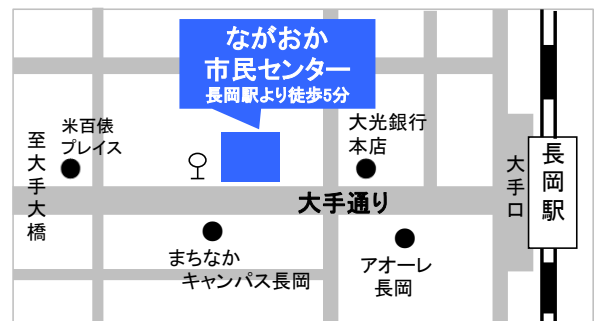 ながおか
市民センター
長岡駅より徒歩5分
米百俵
プレイス
至大手大橋
大光銀行
本店
大手口
長岡駅
大手通り
まちなか
キャンパス長岡
アオーレ
長岡